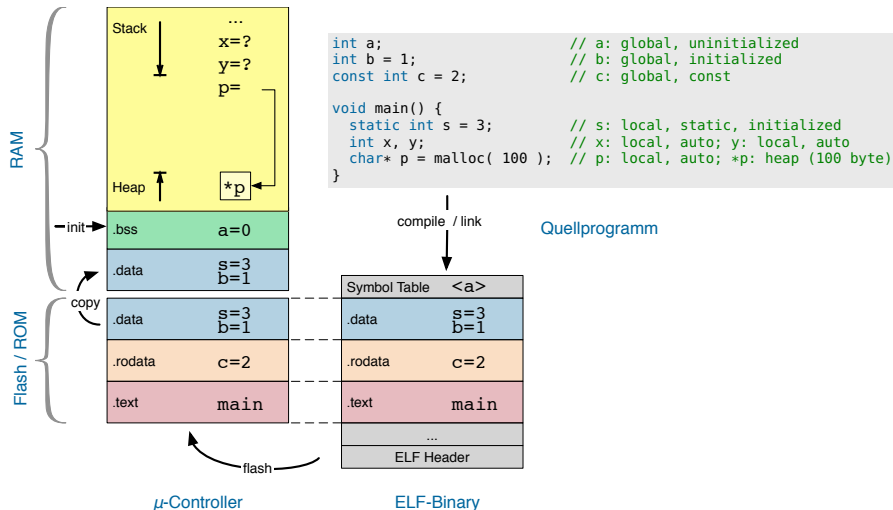 Stack
...
x=?
y=?
p=
Heap
*p
RAM
init
.bss a=0
.data s=3
b=1
copy
Flash / ROM
.data s=3
b=1
.rodata c=2
.text main
flash
μ-Controller
int a; // a: global, uninitialized
int b = 1; // b: global, initialized
const int c = 2; // c: global, const
void main() {
static int s = 3; // s: local, static, initialized
int x, y; // x: local, auto; y: local, auto
char* p = malloc( 100 ); // p: local, auto; *p: heap (100 byte)
}
compile / link
Quellprogramm
Symbol Table <a>
.data s=3
b=1
.rodata c=2
.text main
...
ELF Header
ELF-Binary